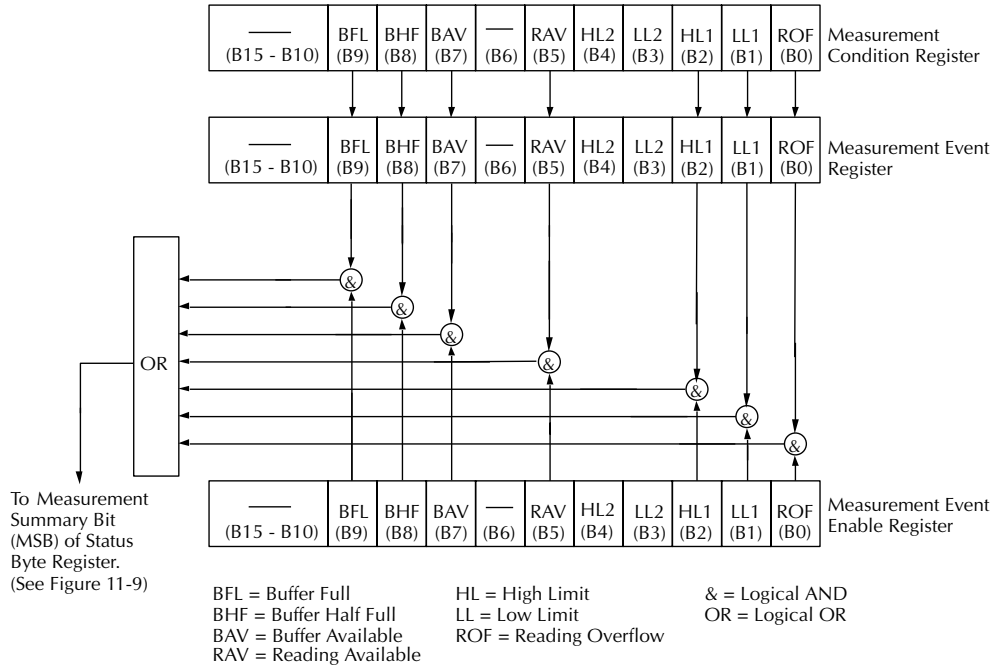 — BFL BHF BAV — RAV HL2 LL2 HL1 LL1 ROF
(B15 - B10) (B9) (B8) (B7) (B6) (B5) (B4) (B3) (B2) (B1) (B0)
Measurement
Condition Register
— BFL BHF BAV — RAV HL2 LL2 HL1 LL1 ROF
(B15 - B10) (B9) (B8) (B7) (B6) (B5) (B4) (B3) (B2) (B1) (B0)
Measurement Event
Register
&
&
&
&
&
&
&
OR
To Measurement
Summary Bit
(MSB) of Status
Byte Register.
(See Figure 11-9)
— BFL BHF BAV — RAV HL2 LL2 HL1 LL1 ROF
(B15 - B10) (B9) (B8) (B7) (B6) (B5) (B4) (B3) (B2) (B1) (B0)
Measurement Event
Enable Register
BFL = Buffer Full
BHF = Buffer Half Full
BAV = Buffer Available
RAV = Reading Available
HL = High Limit
LL = Low Limit
ROF = Reading Overflow
& = Logical AND
OR = Logical OR